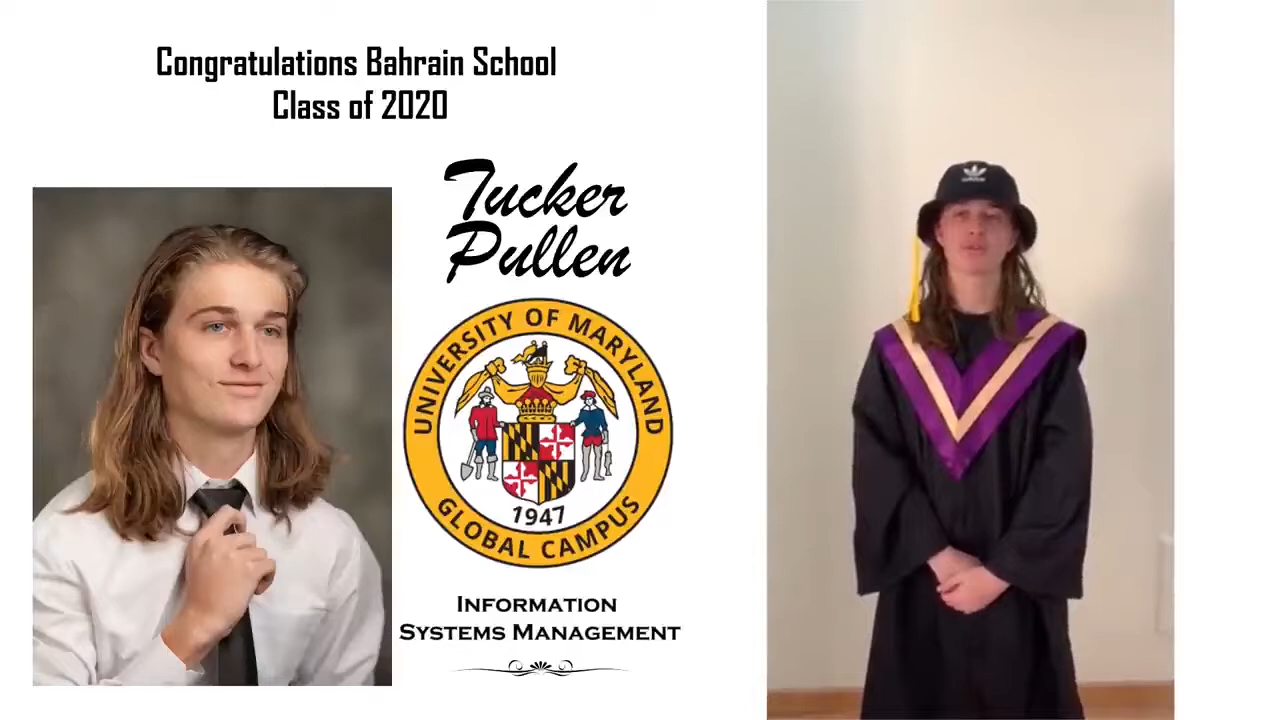 Congratulations Bahrain School
Class of 2020
Tucker
Pullen
UNIVERSITY OF MARYLAND
GLOBAL CAMPUS
1947
INFORMATION
SYSTEMS MANAGEMENT